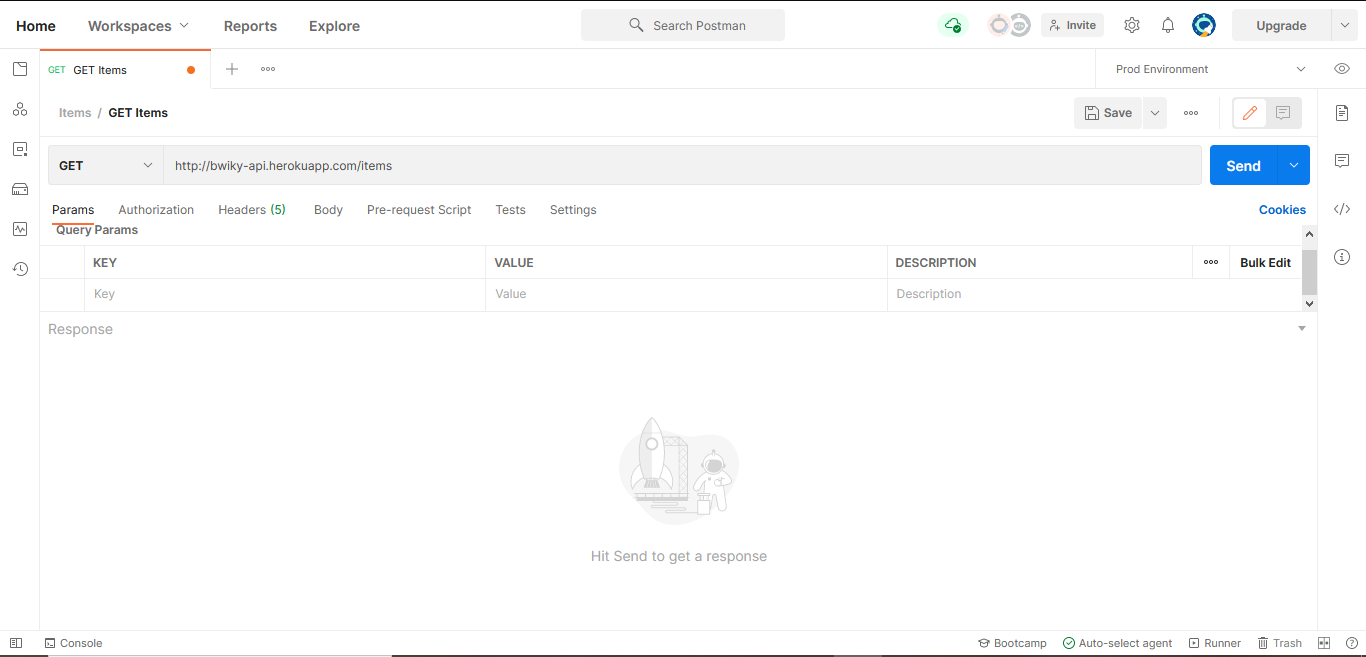 Home Workspaces Reports Explore Search Postman Invite Upgrade
GET GET Items Prod Environment
Items / GET Items Save
GET http://bwiky-api.herokuapp.com/items Send
Params Authorization Headers (5) Body Pre-request Script Tests Settings Cookies
Query Params
KEY VALUE DESCRIPTION Bulk Edit
Key Value Description
Response
Hit Send to get a response
Console Bootcamp Auto-select agent Runner Trash